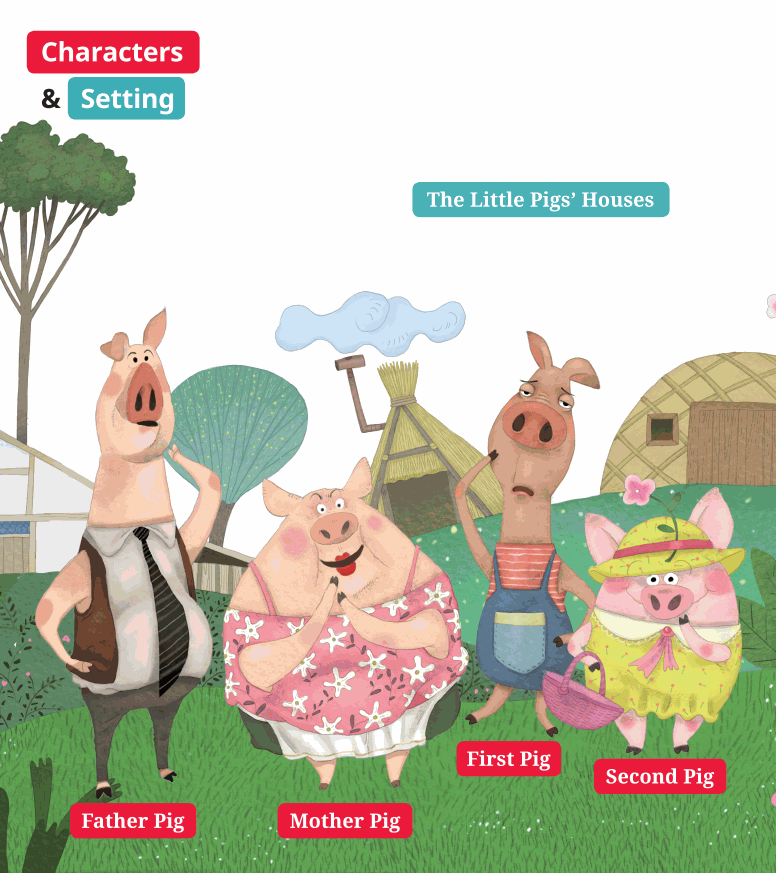 Characters
& Setting
The Little Pigs’ Houses
First Pig
Second Pig
Father Pig
Mother Pig